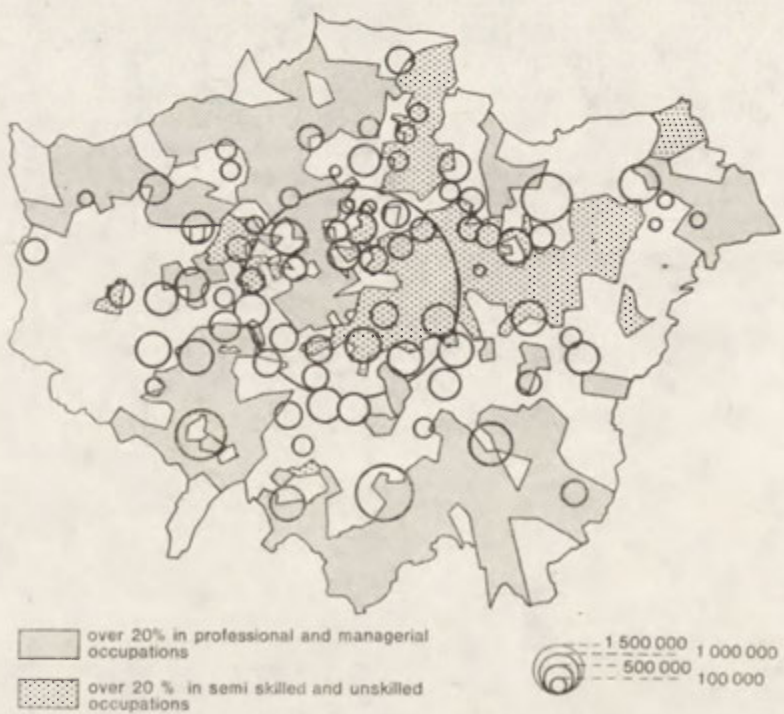 over 20% in professional and managerial
occupations
over 20 % in semi skilled and unskilled
occupations
1 500 000
1 000 000
500 000
100 000